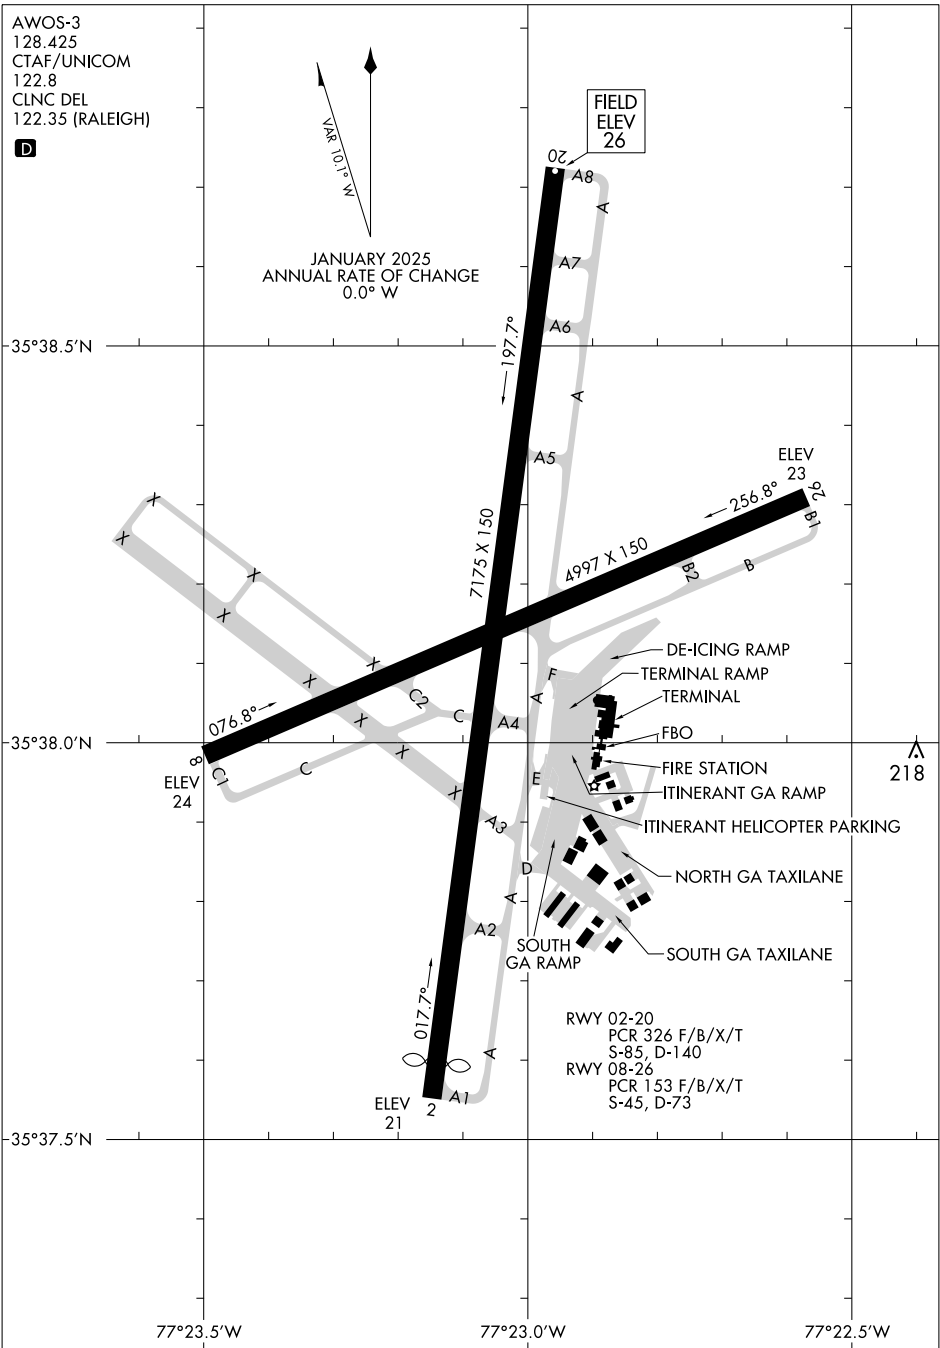 AWOS-3
128.425
CTAF/UNICOM
122.8
CLNC DEL
122.35 (RALEIGH)
D
VAR 10.1° W
JANUARY 2025
ANNUAL RATE OF CHANGE
0.0° W
FIELD
ELEV
26
20
A8
A
A7
A6
35°38.5'N
197.7°
A
A5
ELEV
23
26
256.8°
B1
X
X
7175 X 150
4997 X 150
B
B2
X
X
DE-ICING RAMP
X
F
TERMINAL RAMP
X
C2
A
TERMINAL
076.8°
X
C
A4
FBO
35°38.0'N
X
8
C1
C
FIRE STATION
218
ELEV
24
E
X
ITINERANT GA RAMP
A3
ITINERANT HELICOPTER PARKING
D
NORTH GA TAXILANE
A
A2
SOUTH
GA RAMP
SOUTH GA TAXILANE
017.7°
RWY 02-20
PCR 326 F/B/X/T
S-85, D-140
RWY 08-26
PCR 153 F/B/X/T
S-45, D-73
A
A1
ELEV
21
2
35°37.5'N
77°23.5'W
77°23.0'W
77°22.5'W